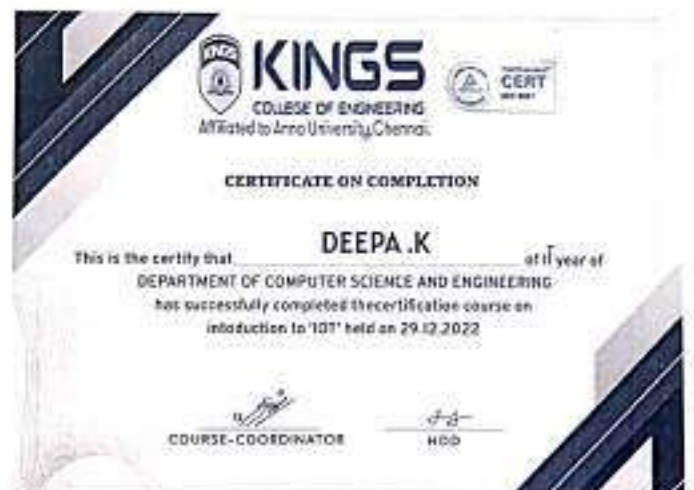 KINGS
KINGS
COLLEGE OF ENGINEERING
Affiliated to Anna University, Chennai.
CERT
CERTIFICATE ON COMPLETION
DEEPA .K
This is the certify that of II year of
DEPARTMENT OF COMPUTER SCIENCE AND ENGINEERING
has successfully completed thecertification course on
intoduction to 'IOT' held on 29.12.2022
COURSE-COORDINATOR
HOD